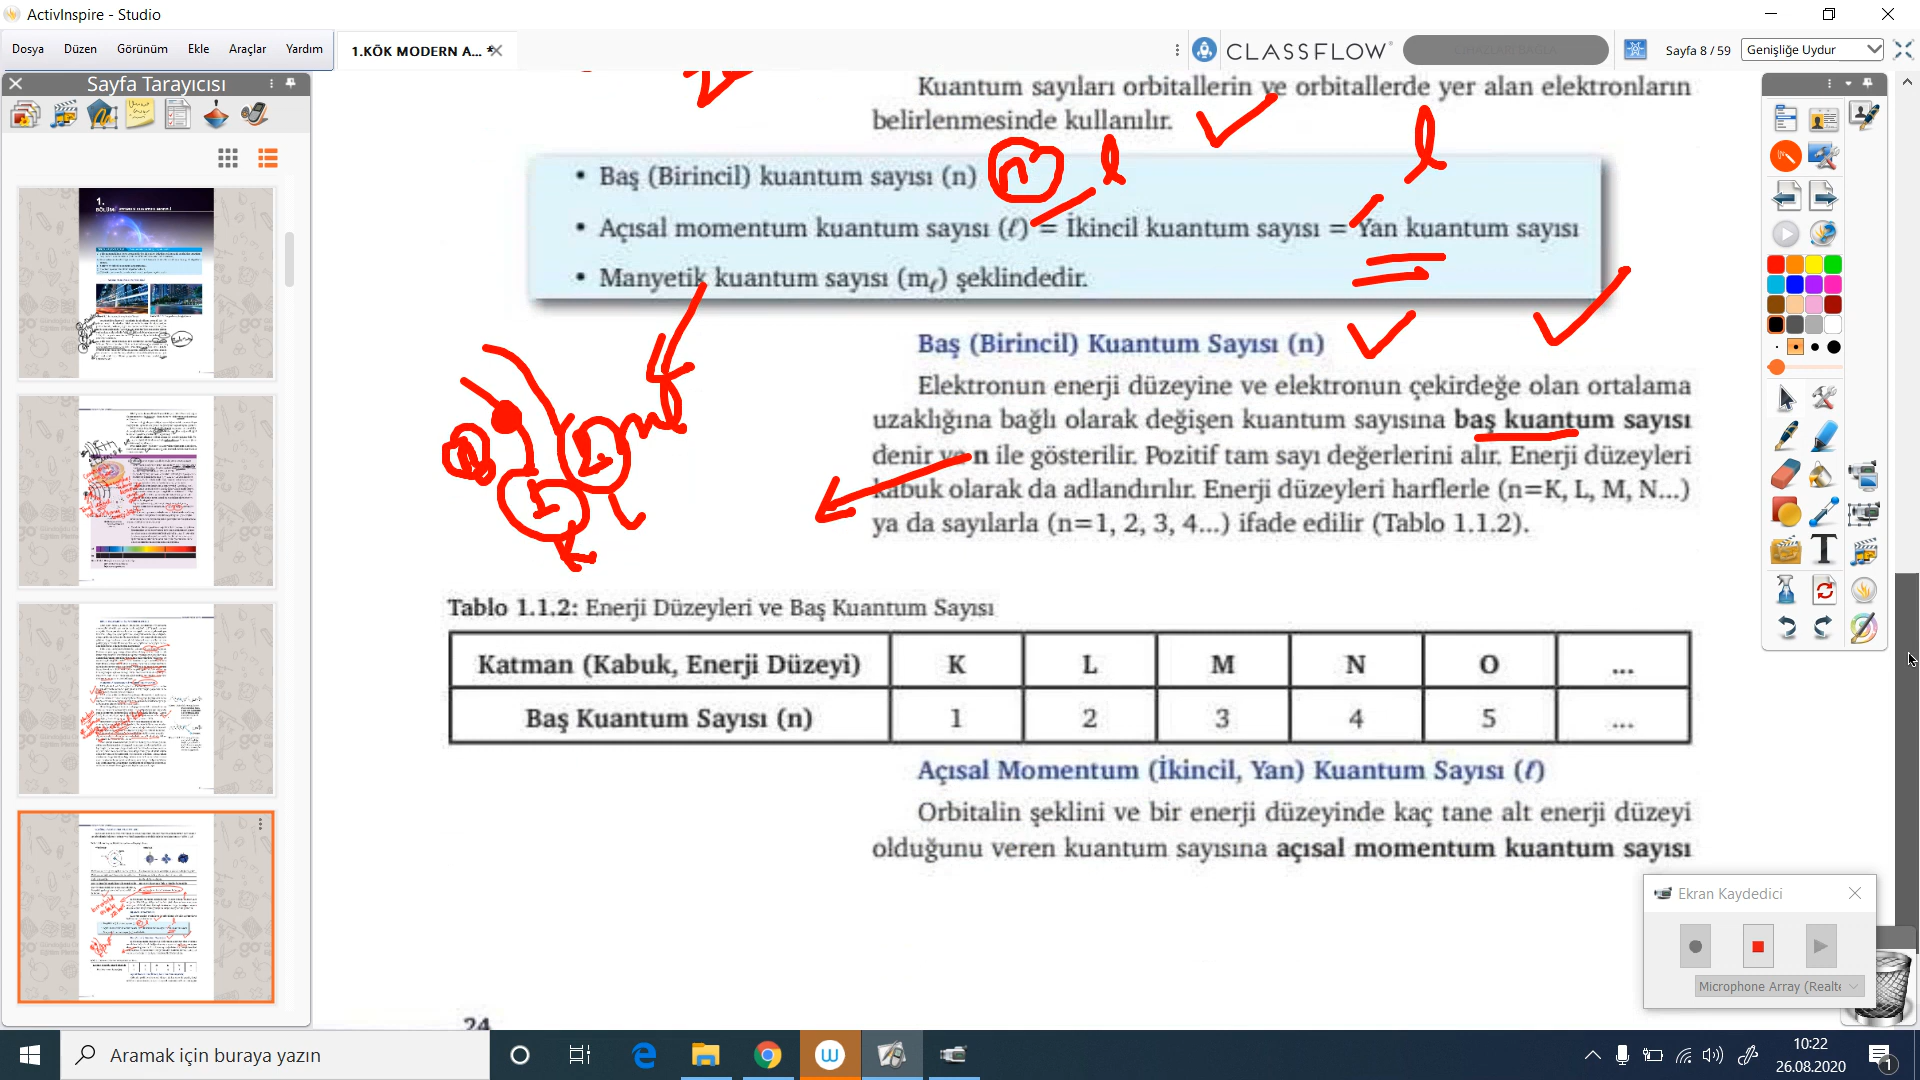 ActivInspire - Studio
Dosya Düzen Görünüm Ekle Araçlar Yardım
1.KÖK MODERN A... *
CLASSFLOW
Sayfa 8 / 59
Genişliğe Uydur
Sayfa Tarayıcısı
Kuantum sayıları orbitallerin ve orbitallerde yer alan elektronların
belirlenmesinde kullanılır.
• Baş (Birincil) kuantum sayısı (n) n ℓ ℓ
• Açısal momentum kuantum sayısı (ℓ) = İkincil kuantum sayısı = Yan kuantum sayısı
• Manyetik kuantum sayısı (mℓ) şeklindedir.
Baş (Birincil) Kuantum Sayısı (n)
Elektronun enerji düzeyine ve elektronun çekirdeğe olan ortalama
uzaklığına bağlı olarak değişen kuantum sayısına baş kuantum sayısı
denir ve n ile gösterilir. Pozitif tam sayı değerlerini alır. Enerji düzeyleri
kabuk olarak da adlandırılır. Enerji düzeyleri harflerle (n=K, L, M, N...)
ya da sayılarla (n=1, 2, 3, 4...) ifade edilir (Tablo 1.1.2).
mℓ
2
1
L
k
Tablo 1.1.2: Enerji Düzeyleri ve Baş Kuantum Sayısı
Katman (Kabuk, Enerji Düzeyi) K L M N O ...
Baş Kuantum Sayısı (n) 1 2 3 4 5 ...
Açısal Momentum (İkincil, Yan) Kuantum Sayısı (ℓ)
Orbitalin şeklini ve bir enerji düzeyinde kaç tane alt enerji düzeyi
olduğunu veren kuantum sayısına açısal momentum kuantum sayısı
24
Ekran Kaydedici
Microphone Array (Realte
Aramak için buraya yazın
10:22
26.08.2020
1